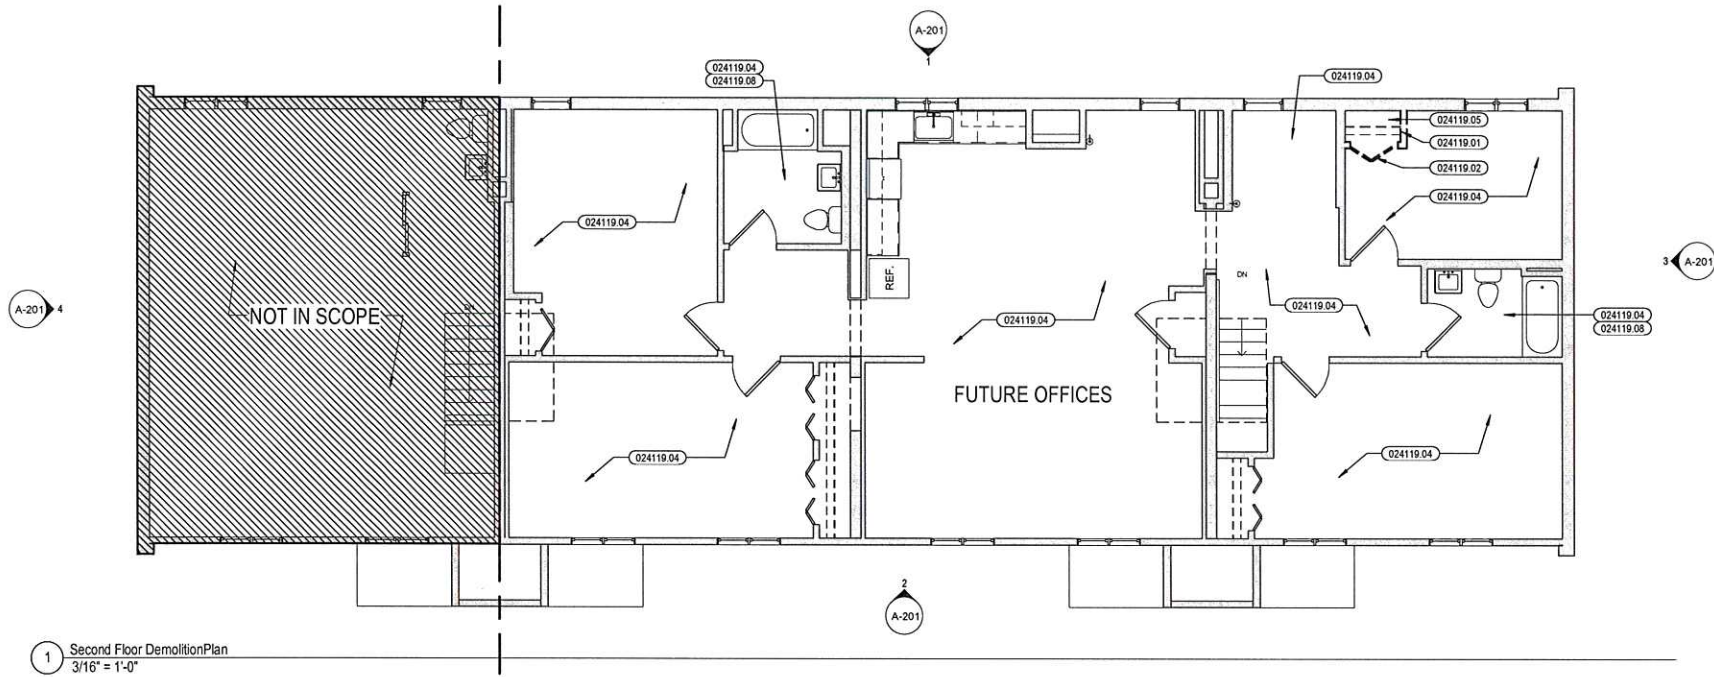 A-201
1
024119.04
024119.08
024119.04
024119.05
024119.01
024119.02
024119.04
024119.04
REF.
DN
A-201
4
NOT IN SCOPE
DN
024119.04
024119.04
3
A-201
024119.04
024119.08
FUTURE OFFICES
024119.04
024119.04
2
A-201
1
Second Floor DemolitionPlan
3/16" = 1'-0"